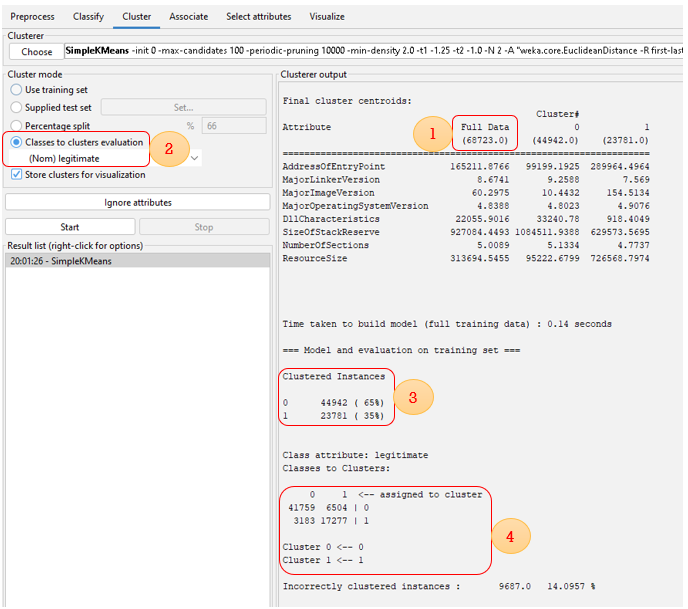 Preprocess Classify Cluster Associate Select attributes Visualize
Clusterer
Choose SimpleKMeans -init 0 -max-candidates 100 -periodic-pruning 10000 -min-density 2.0 -t1 -1.25 -t2 -1.0 -N 2 -A "weka.core.EuclideanDistance -R first-last
Cluster mode
Use training set
Supplied test set Set...
Percentage split % 66
Classes to clusters evaluation
(Nom) legitimate
2
Store clusters for visualization
Ignore attributes
Start Stop
Result list (right-click for options)
20:01:26 - SimpleKMeans
Clusterer output
Final cluster centroids:
Cluster#
Attribute Full Data 0 1
(68723.0) (44942.0) (23781.0)
1
=====================================================================
AddressOfEntryPoint 165211.8766 99199.1925 289964.4964
MajorLinkerVersion 8.6741 9.2588 7.569
MajorImageVersion 60.2975 10.4432 154.5134
MajorOperatingSystemVersion 4.8388 4.8023 4.9076
DllCharacteristics 22055.9016 33240.78 918.4049
SizeOfStackReserve 927084.4493 1084511.9388 629573.5695
NumberOfSections 5.0089 5.1334 4.7737
ResourceSize 313694.5455 95222.6799 726568.7974
Time taken to build model (full training data) : 0.14 seconds
=== Model and evaluation on training set ===
Clustered Instances
0 44942 ( 65%)
1 23781 ( 35%)
3
Class attribute: legitimate
Classes to Clusters:
0 1 <-- assigned to cluster
41759 6504 | 0
3183 17277 | 1
4
Cluster 0 <-- 0
Cluster 1 <-- 1
Incorrectly clustered instances : 9687.0 14.0957 %